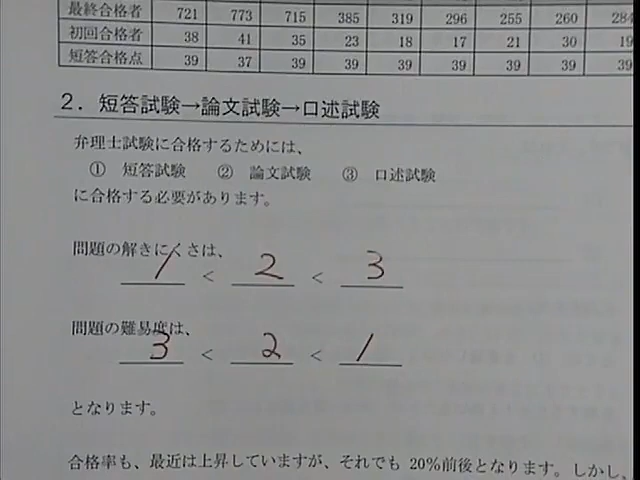 最終合格者 721 773 715 385 319 296 255 260 284
初回合格者 38 41 35 23 18 17 21 30 19
短答合格点 39 37 39 39 39 39 39 39 39
2．短答試験→論文試験→口述試験
弁理士試験に合格するためには、
① 短答試験 ② 論文試験 ③ 口述試験
に合格する必要があります。
問題の解きにくさは、
1 < 2 < 3
問題の難易度は、
3 < 2 < 1
となります。
合格率も、最近は上昇していますが、それでも 20%前後となります。しかし、